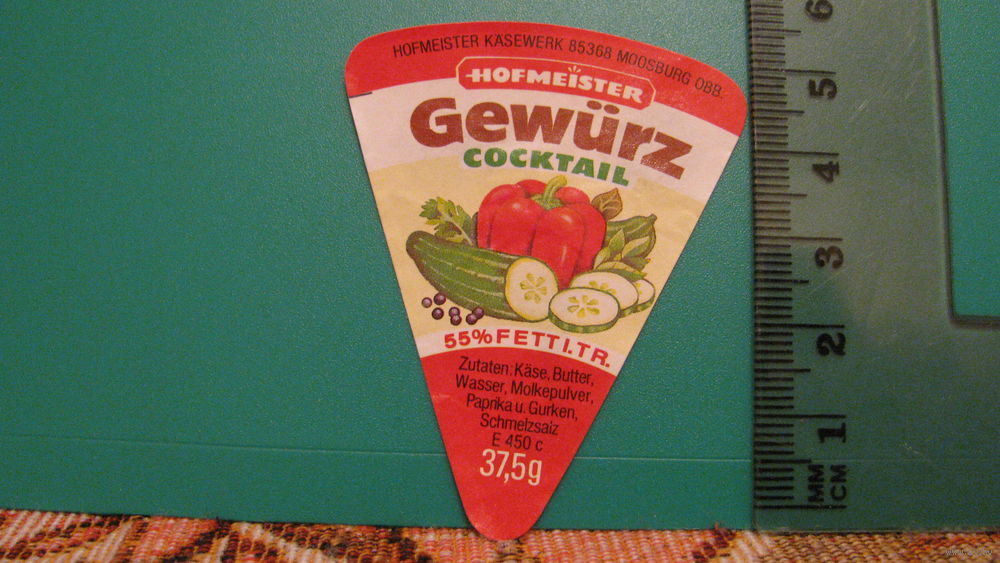 HOFMEISTER KÄSEWERK 85368 MOOSBURG OBB.
HOFMEISTER
Gewürz
COCKTAIL
55% FETT I.TR.
Zutaten: Käse, Butter,
Wasser, Molkepulver,
Paprika u. Gurken,
Schmelzsalz
E 450 c
37,5g
6
5
4
3
2
1
MM
CM